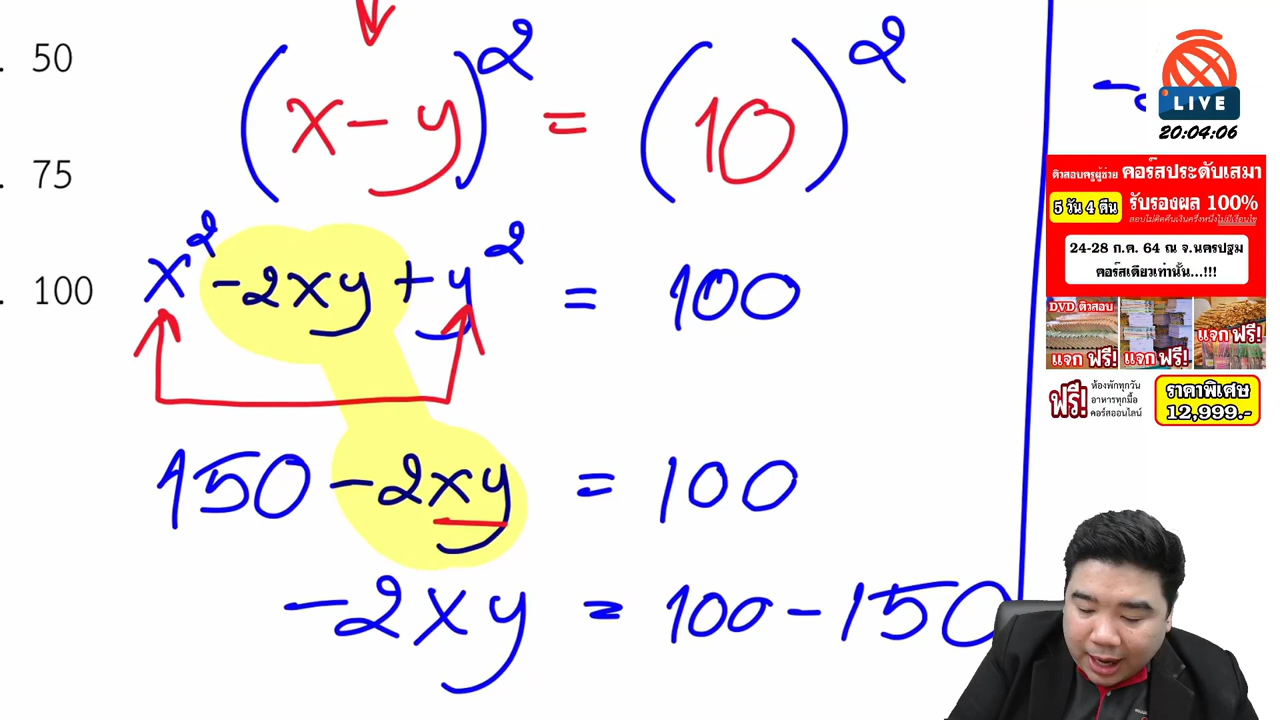 . 50
(x - y)² = (10)²
. 75
x² - 2xy + y² = 100
. 100
150 - 2xy = 100
-2xy = 100 - 150
LIVE
20:04:06
ติวสอบครูผู้ช่วย คอร์สประดับเสมา
5 วัน 4 คืน รับรองผล 100%
24-28 ก.ค. 64 ณ จ.นครปฐม
คอร์สเดียวเท่านั้น...!!!
DVD ติวสอบ
แจก ฟรี! แจก ฟรี! แจก ฟรี!
ฟรี! ห้องพักทุกวัน
อาหารทุกมื้อ
คอร์สออนไลน์
ราคาพิเศษ
12,999.-